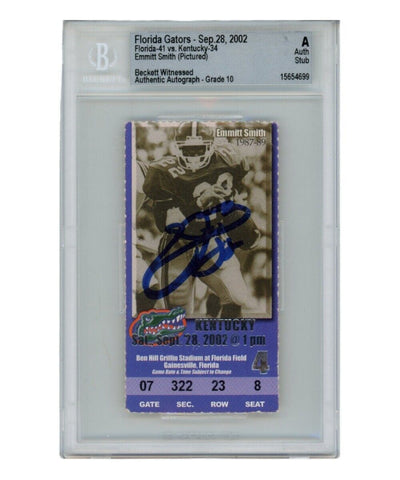 Florida Gators - Sep.28, 2002
Florida-41 vs. Kentucky-34
Emmitt Smith (Pictured)
Beckett Witnessed
Authentic Autograph - Grade 10
A
Auth
Stub
15654699
B
BECKETT
Emmitt Smith
1987-89
KENTUCKY
Sat. Sept. 28, 2002 @ 1 pm
Ben Hill Griffin Stadium at Florida Field
Gainesville, Florida
Game Date & Time Subject to Change
4
07 322 23 8
GATE SEC. ROW SEAT